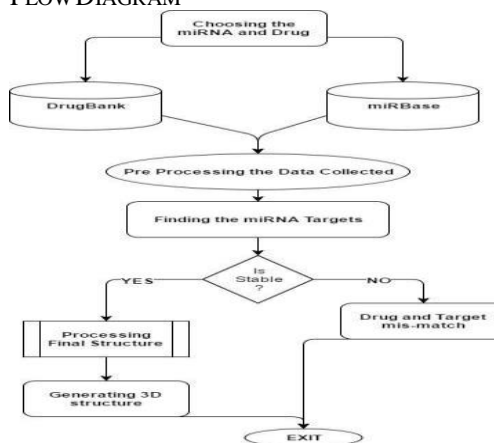 FLOW DIAGRAM
Choosing the
miRNA and Drug
DrugBank
miRBase
Pre Processing the Data Collected
Finding the miRNA Targets
Is
Stable
?
YES
NO
Processing
Final Structure
Drug and Target
mis-match
Generating 3D
structure
EXIT